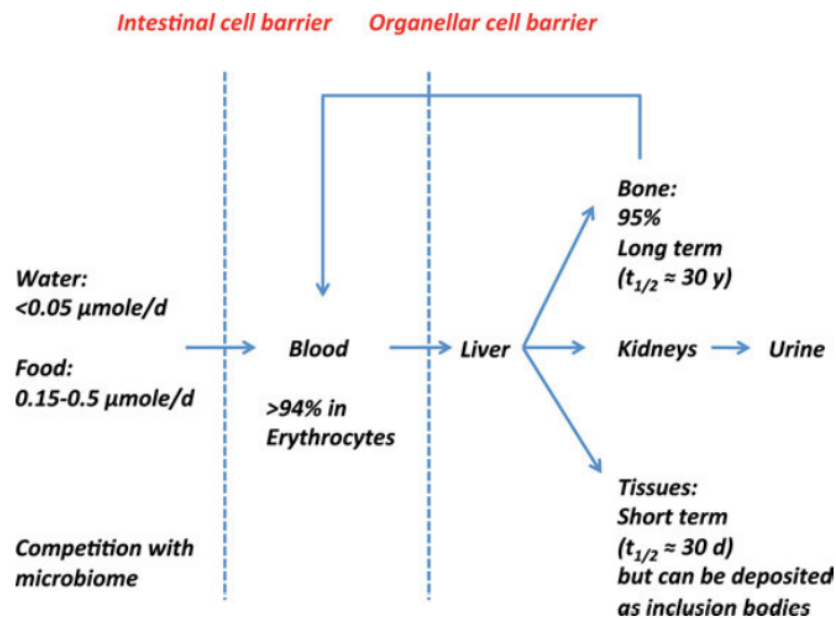 Intestinal cell barrier
Organellar cell barrier
Water:
<0.05 μmole/d
Food:
0.15-0.5 μmole/d
Competition with
microbiome
Blood
>94% in
Erythrocytes
Liver
Bone:
95%
Long term
(t1/2 ≈ 30 y)
Kidneys
Urine
Tissues:
Short term
(t1/2 ≈ 30 d)
but can be deposited
as inclusion bodies